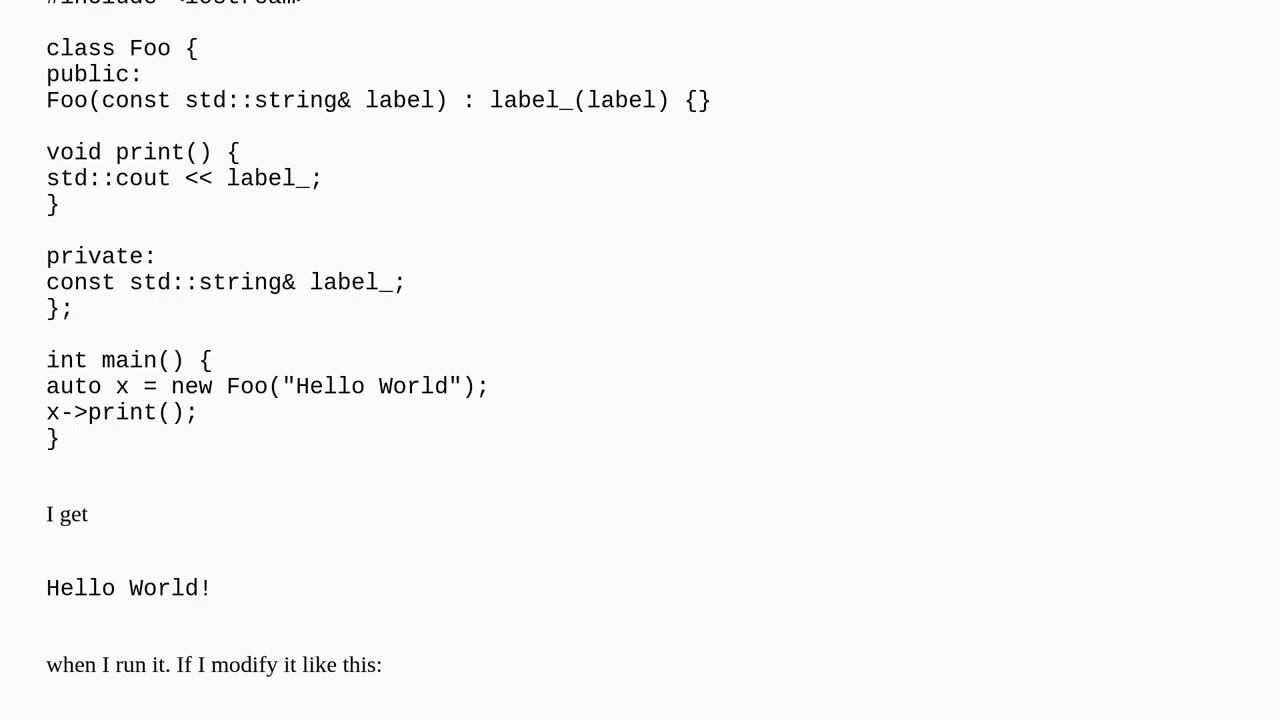 #include <iostream>
class Foo {
public:
Foo(const std::string& label) : label_(label) {}
void print() {
std::cout << label_;
}
private:
const std::string& label_;
};
int main() {
auto x = new Foo("Hello World");
x->print();
}
I get
Hello World!
when I run it. If I modify it like this: